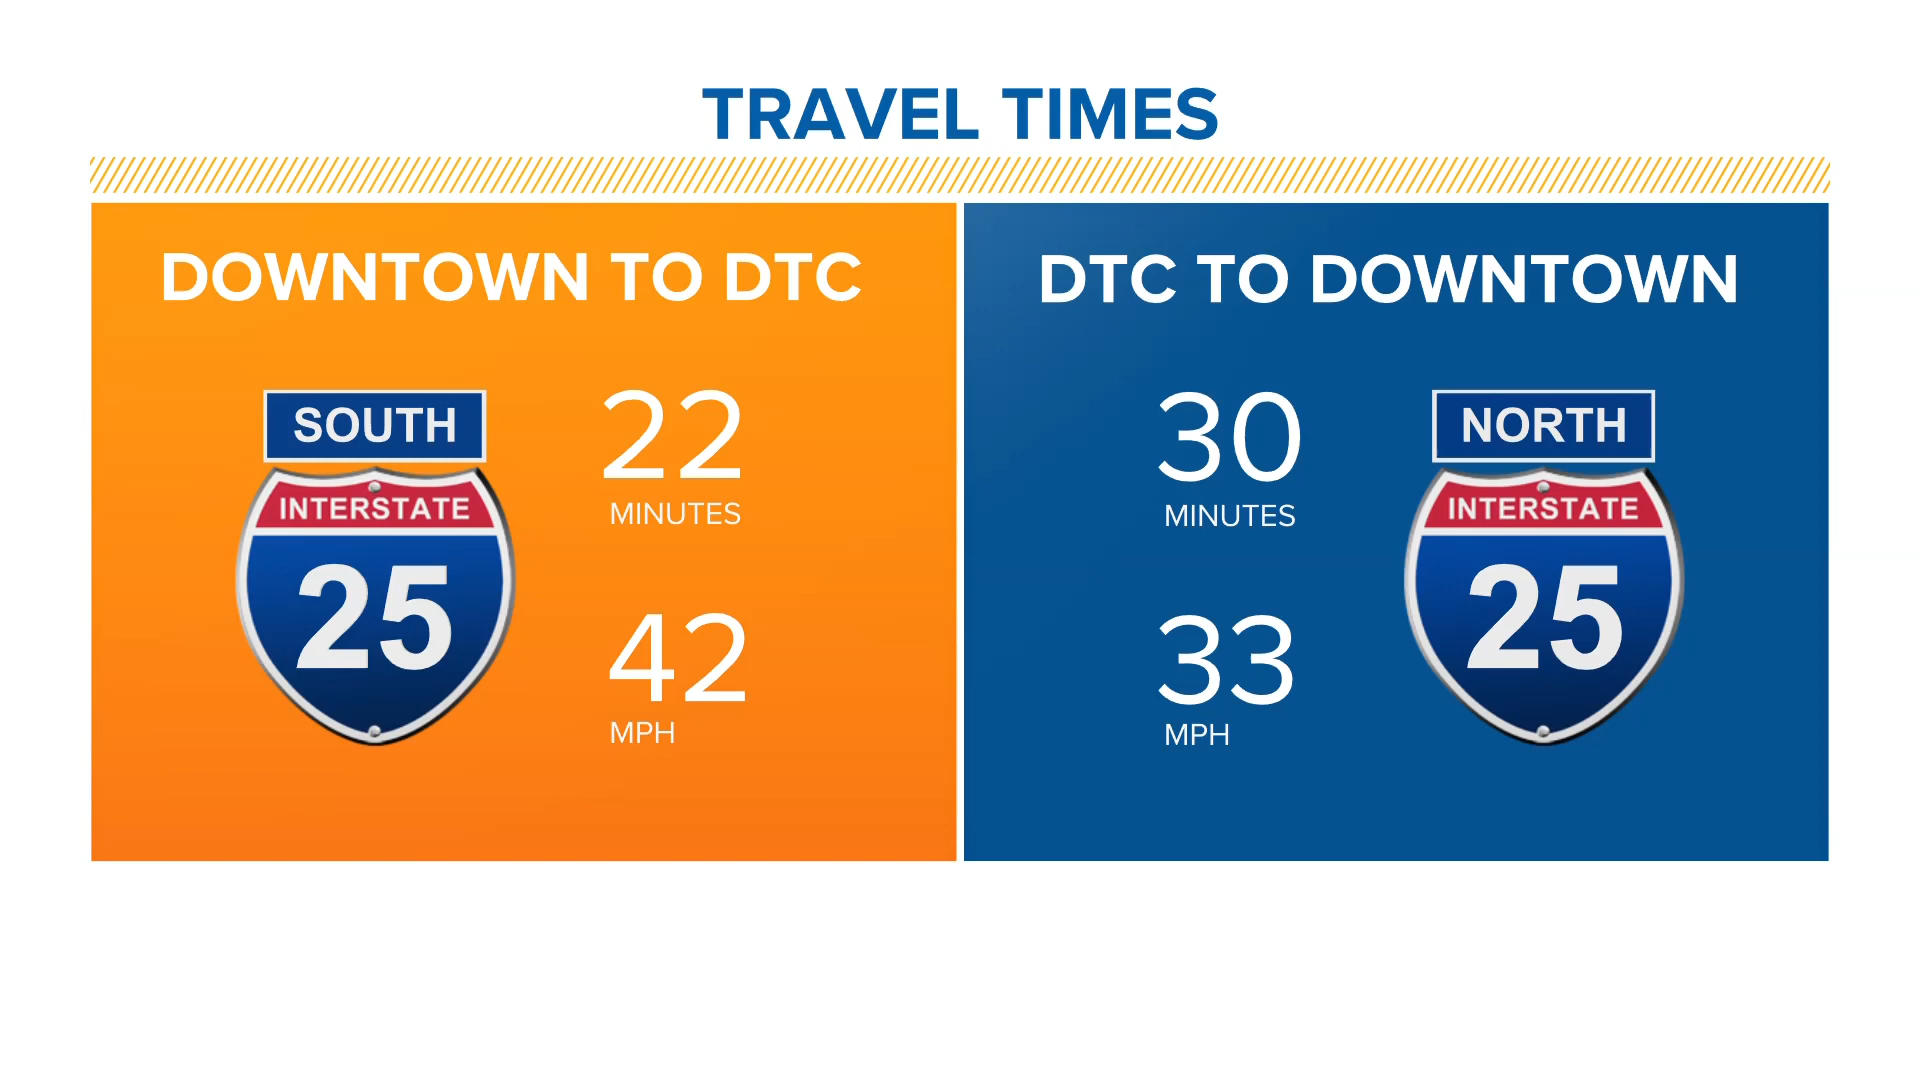 TRAVEL TIMES
DOWNTOWN TO DTC
SOUTH
INTERSTATE
25
22
MINUTES
42
MPH
DTC TO DOWNTOWN
30
MINUTES
33
MPH
NORTH
INTERSTATE
25